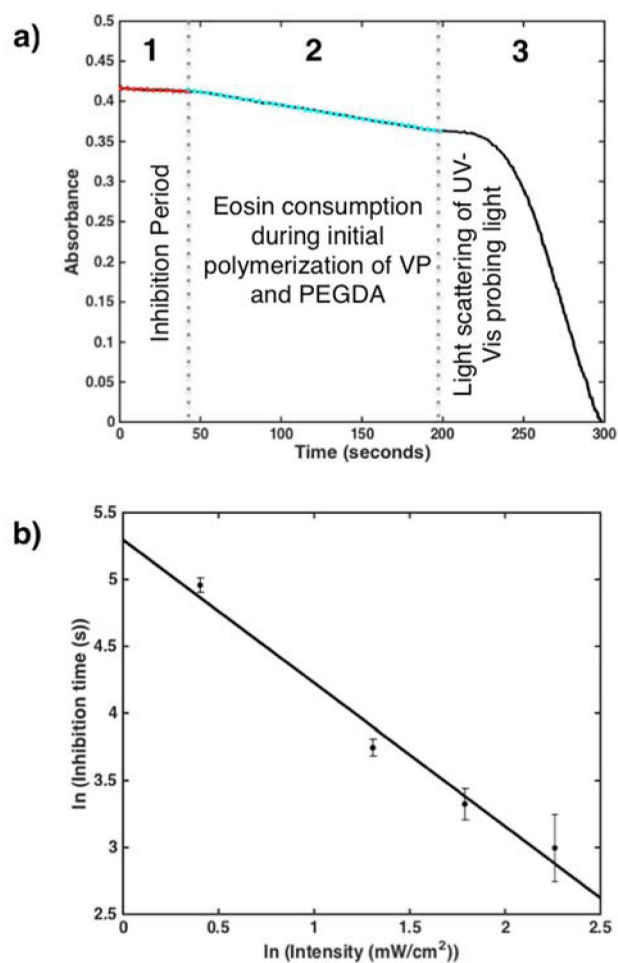 a)
0.5
0.45
0.4
0.35
0.3
0.25
0.2
0.15
0.1
0.05
0
Absorbance
1
2
3
Inhibition Period
Eosin consumption
during initial
polymerization of VP
and PEGDA
Light scattering of UV-
Vis probing light
0 50 100 150 200 250 300
Time (seconds)
b)
5.5
5
4.5
4
3.5
3
2.5
ln (Inhibition time (s))
0 0.5 1 1.5 2 2.5
ln (Intensity (mW/cm²))